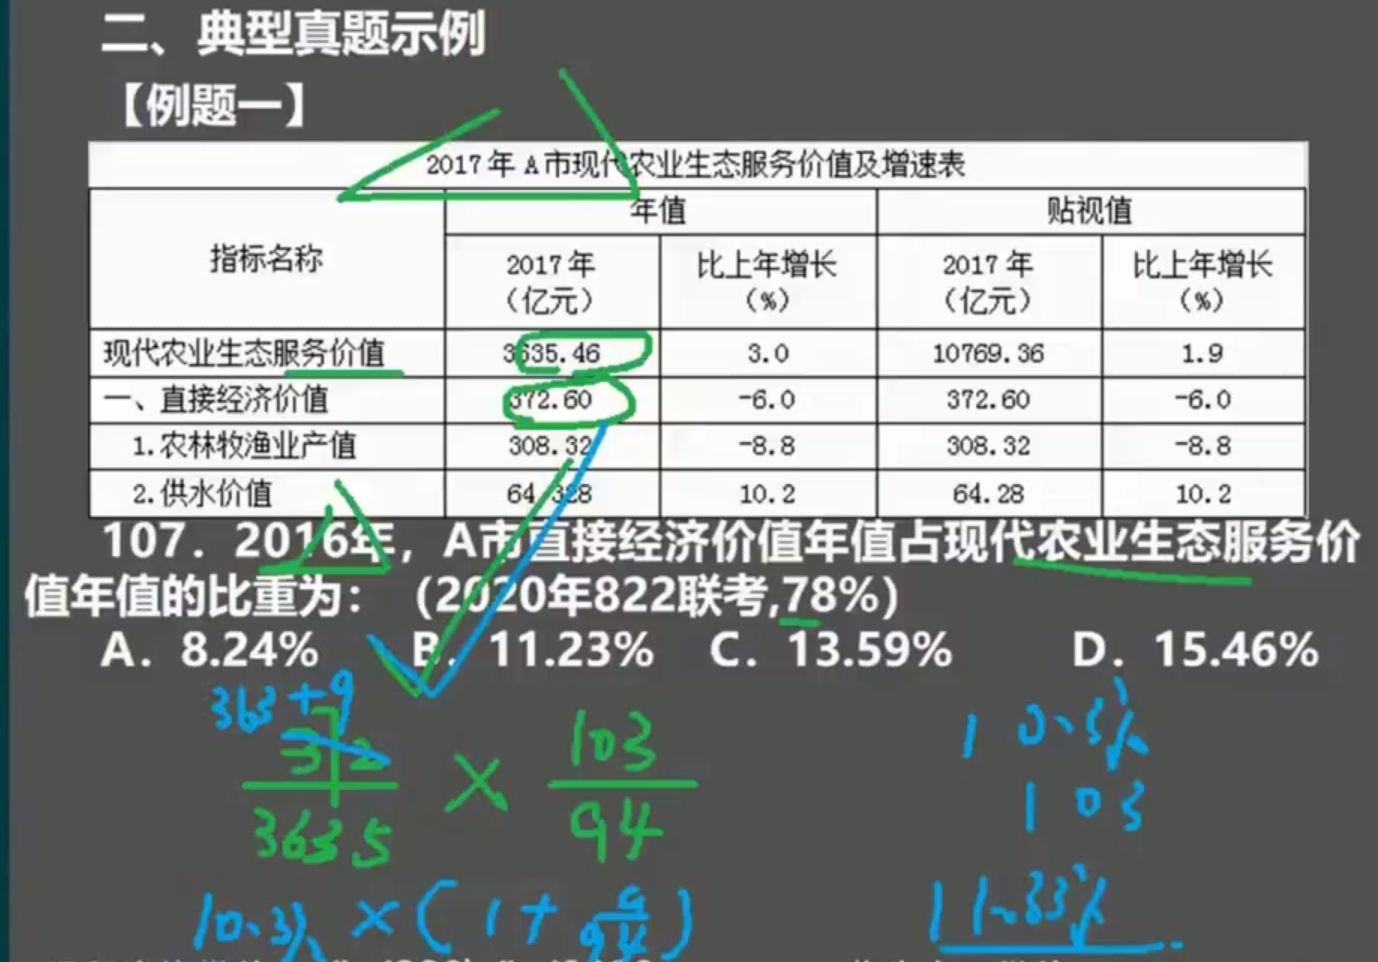 二、典型真题示例
【例题一】
2017年A市现代农业生态服务价值及增速表
指标名称 年值 贴视值
2017年（亿元） 比上年增长（%） 2017年（亿元） 比上年增长（%）
现代农业生态服务价值 3635.46 3.0 10769.36 1.9
一、直接经济价值 372.60 -6.0 372.60 -6.0
1.农林牧渔业产值 308.32 -8.8 308.32 -8.8
2.供水价值 64.328 10.2 64.28 10.2
107. 2016年，A市直接经济价值年值占现代农业生态服务价
值年值的比重为：（2020年822联考,78%）
A. 8.24% B. 11.23% C. 13.59% D. 15.46%
363+9
372
3635
×
103
94
10.3%
103
10.3% × (1+9/94)
11.33%